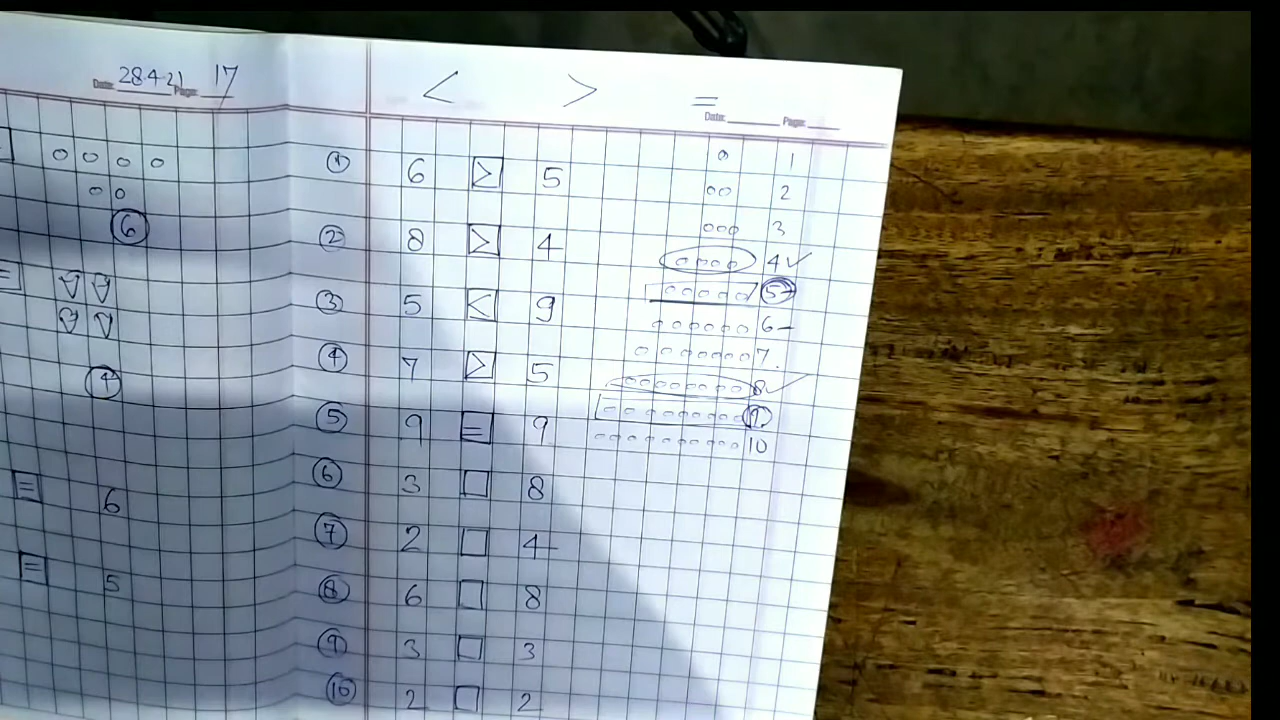 Date: 28.4.21 Page: 17
6
4
= 6
= 5
< > =
Date: Page:
① 6 > 5
② 8 > 4
③ 5 < 9
④ 7 > 5
⑤ 9 = 9
⑥ 3 □ 8
⑦ 2 □ 4
⑧ 6 □ 8
⑨ 3 □ 3
⑩ 2 □ 2
1
2
3
4 ✓
5
6
7
8 ✓
9
10